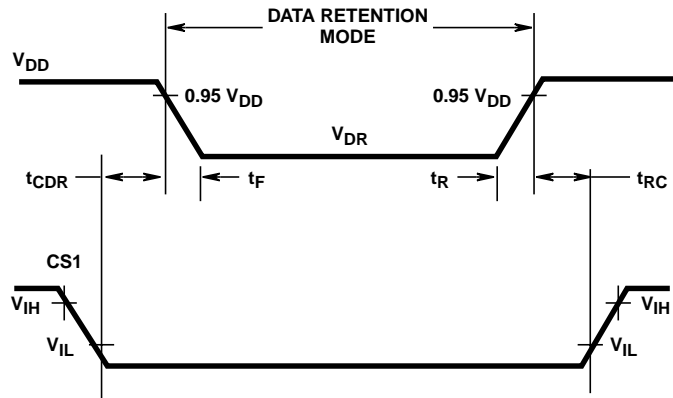 DATA RETENTION
MODE
VDD
0.95 VDD
0.95 VDD
VDR
tCDR
tF
tR
tRC
CS1
VIH
VIH
VIL
VIL